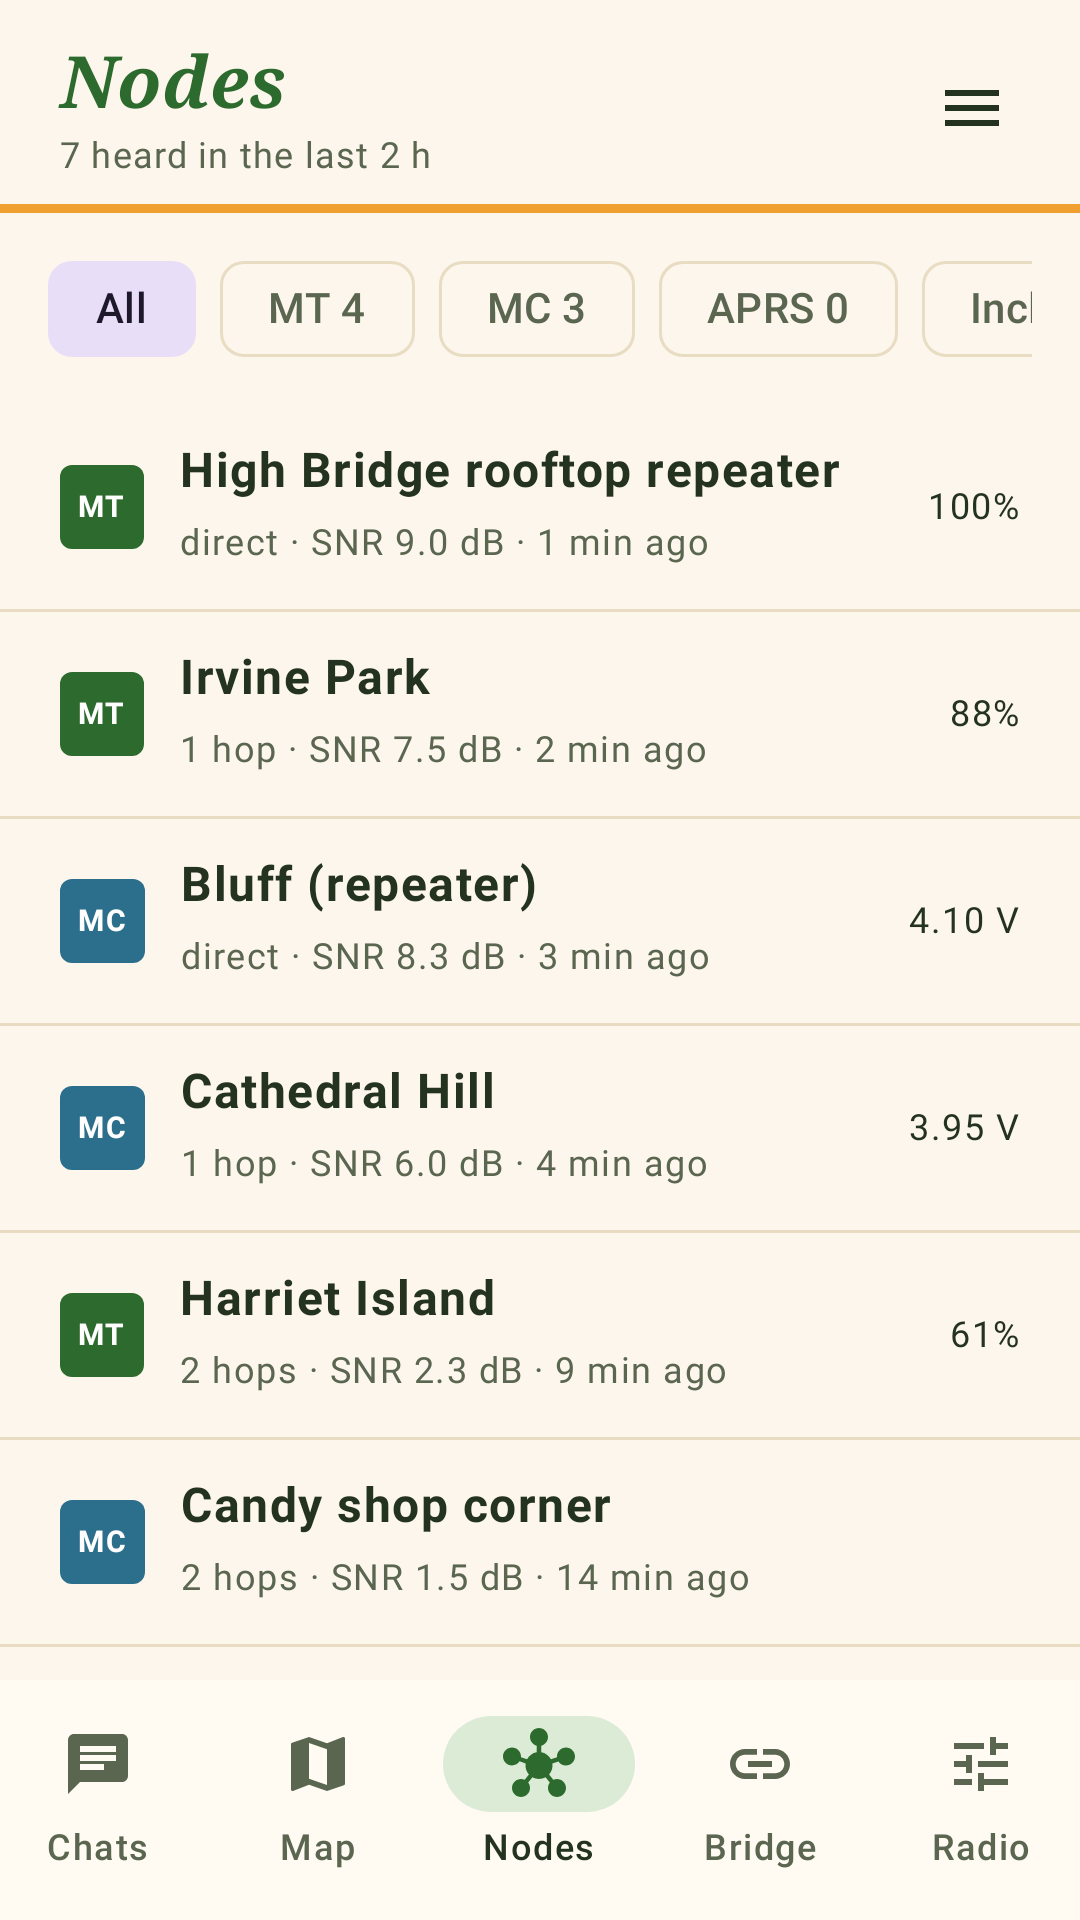 Nodes
7 heard in the last 2 h
All
MT 4
MC 3
APRS 0
MT
High Bridge rooftop repeater
direct · SNR 9.0 dB · 1 min ago
100%
MT
Irvine Park
1 hop · SNR 7.5 dB · 2 min ago
88%
MC
Bluff (repeater)
direct · SNR 8.3 dB · 3 min ago
4.10 V
MC
Cathedral Hill
1 hop · SNR 6.0 dB · 4 min ago
3.95 V
MT
Harriet Island
2 hops · SNR 2.3 dB · 9 min ago
61%
MC
Candy shop corner
2 hops · SNR 1.5 dB · 14 min ago
Chats
Map
Nodes
Bridge
Radio